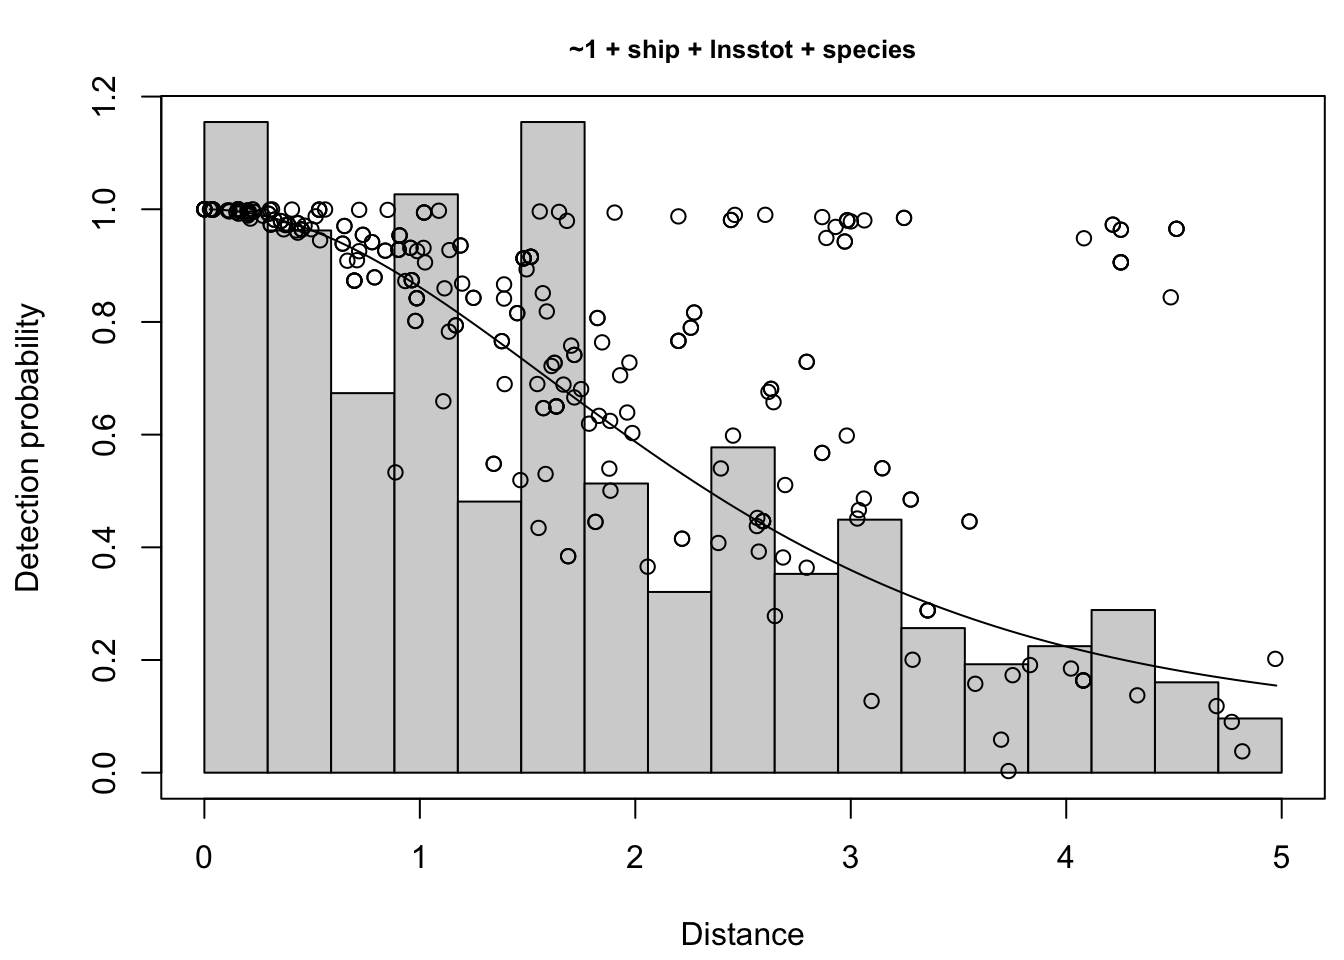 ~1 + ship + lnsstot + species
1.2
1.0
0.8
0.6
0.4
0.2
0.0
Detection probability
0 1 2 3 4 5
Distance